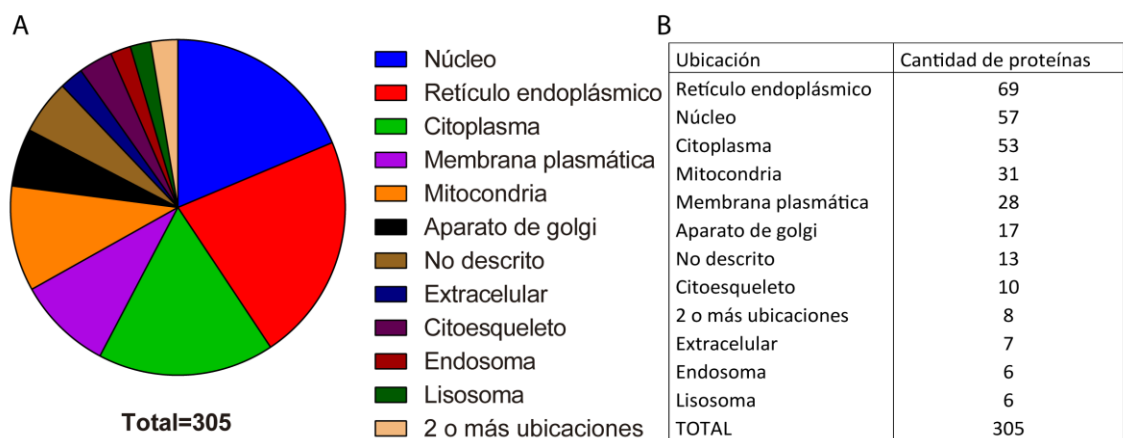 A
Núcleo
Retículo endoplásmico
Citoplasma
Membrana plasmática
Mitocondria
Aparato de golgi
No descrito
Extracelular
Citoesqueleto
Endosoma
Lisosoma
2 o más ubicaciones
Total=305
B
Ubicación Cantidad de proteínas
Retículo endoplásmico 69
Núcleo 57
Citoplasma 53
Mitocondria 31
Membrana plasmática 28
Aparato de golgi 17
No descrito 13
Citoesqueleto 10
2 o más ubicaciones 8
Extracelular 7
Endosoma 6
Lisosoma 6
TOTAL 305